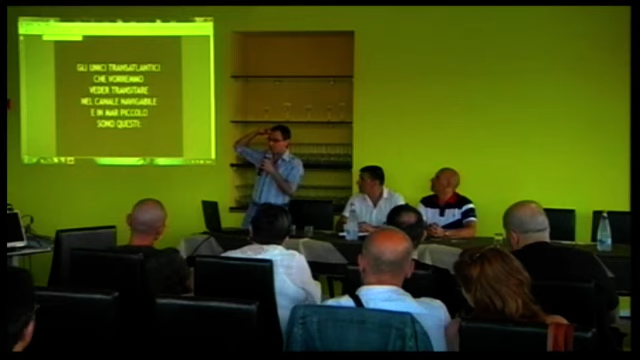 GLI UNICI TRANSATLANTICI
CHE VORREMMO
VEDER TRANSITARE
NEL CANALE NAVIGABILE
E IN MAR PICCOLO
SONO QUESTI: